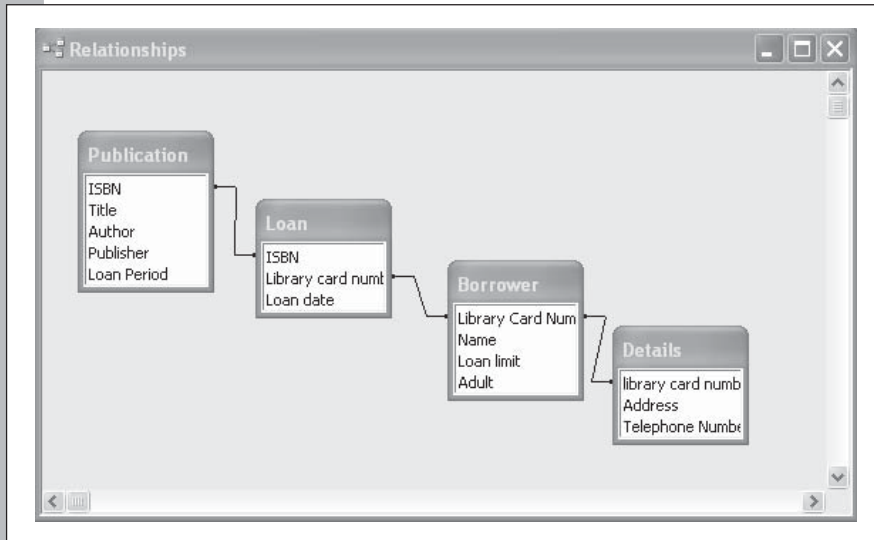 Relationships
Publication
ISBN
Title
Author
Publisher
Loan Period
Loan
ISBN
Library card numb
Loan date
Borrower
Library Card Num
Name
Loan limit
Adult
Details
library card numb
Address
Telephone Numbe